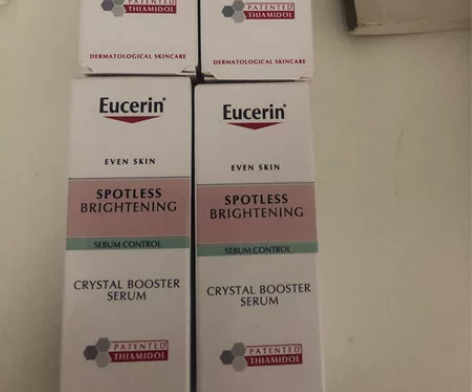 PATENTED
THIAMIDOL
DERMATOLOGICAL SKINCARE
PATENTED
THIAMIDOL
DERMATOLOGICAL SKINCARE
Eucerin®
EVEN SKIN
SPOTLESS
BRIGHTENING
SEBUM CONTROL
CRYSTAL BOOSTER
SERUM
PATENTED
THIAMIDOL
Eucerin®
EVEN SKIN
SPOTLESS
BRIGHTENING
SEBUM CONTROL
CRYSTAL BOOSTER
SERUM
PATENTED
THIAMIDOL